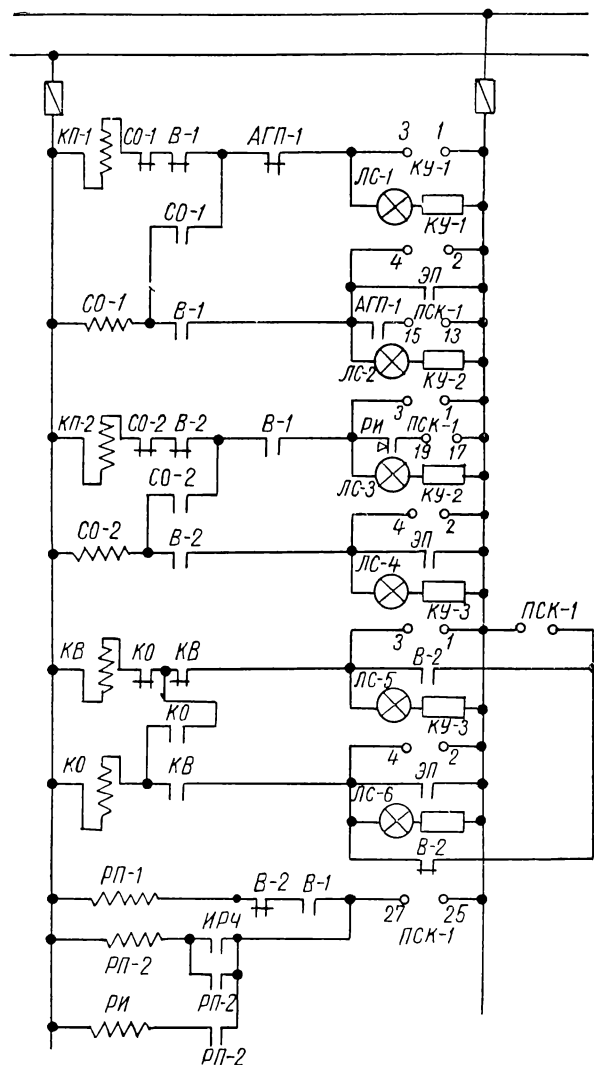 КП-1 СО-1 В-1 АГП-1 3 1
КУ-1
ЛС-1
КУ-1
СО-1
4 2
ЭП
СО-1 В-1 АГП-1 ПСК-1
15 13
ЛС-2 КУ-2
3 1
КП-2 СО-2 В-2 В-1 РИ ПСК-1
19 17
СО-2 ЛС-3 КУ-2
4 2
СО-2 В-2 ЭП
ЛС-4
КУ-3 ПСК-1
3 1
КВ КО КВ В-2
ЛС-5
КО КУ-3
4 2
КО КВ ЭП
ЛС-6
В-2
РП-1 В-2 В-1
27 25
ИРЧ ПСК-1
РП-2
РП-2
РИ
РП-2